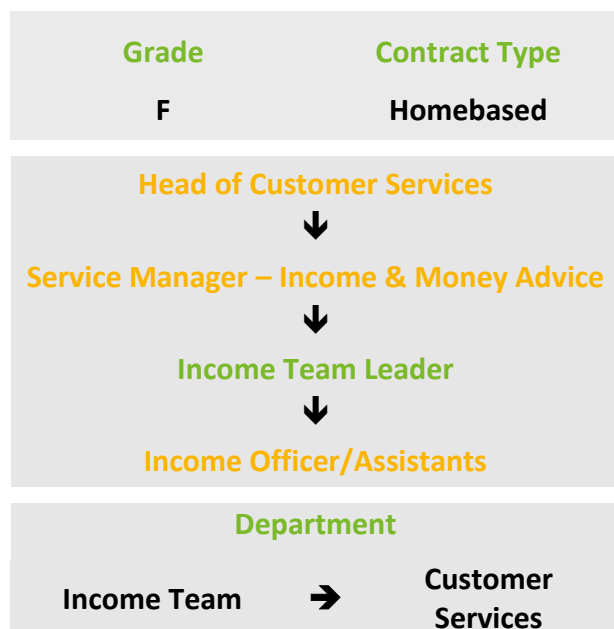 Grade Contract Type
F Homebased
Head of Customer Services
↓
Service Manager – Income & Money Advice
↓
Income Team Leader
↓
Income Officer/Assistants
Department
Income Team → Customer
Services